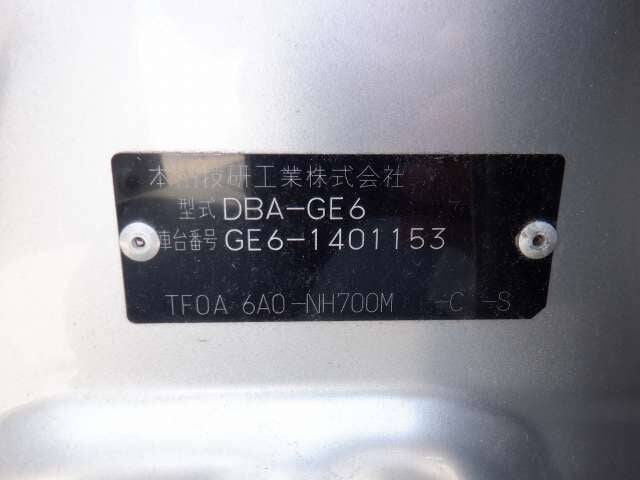 本田技研工業株式会社
型式 DBA-GE6
車台番号 GE6-1401153
TF0A 6A0-NH700M -C -S